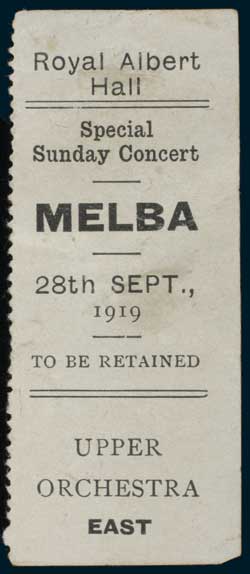 Royal Albert
Hall
Special
Sunday Concert
MELBA
28th SEPT.,
1919
TO BE RETAINED
UPPER
ORCHESTRA
EAST